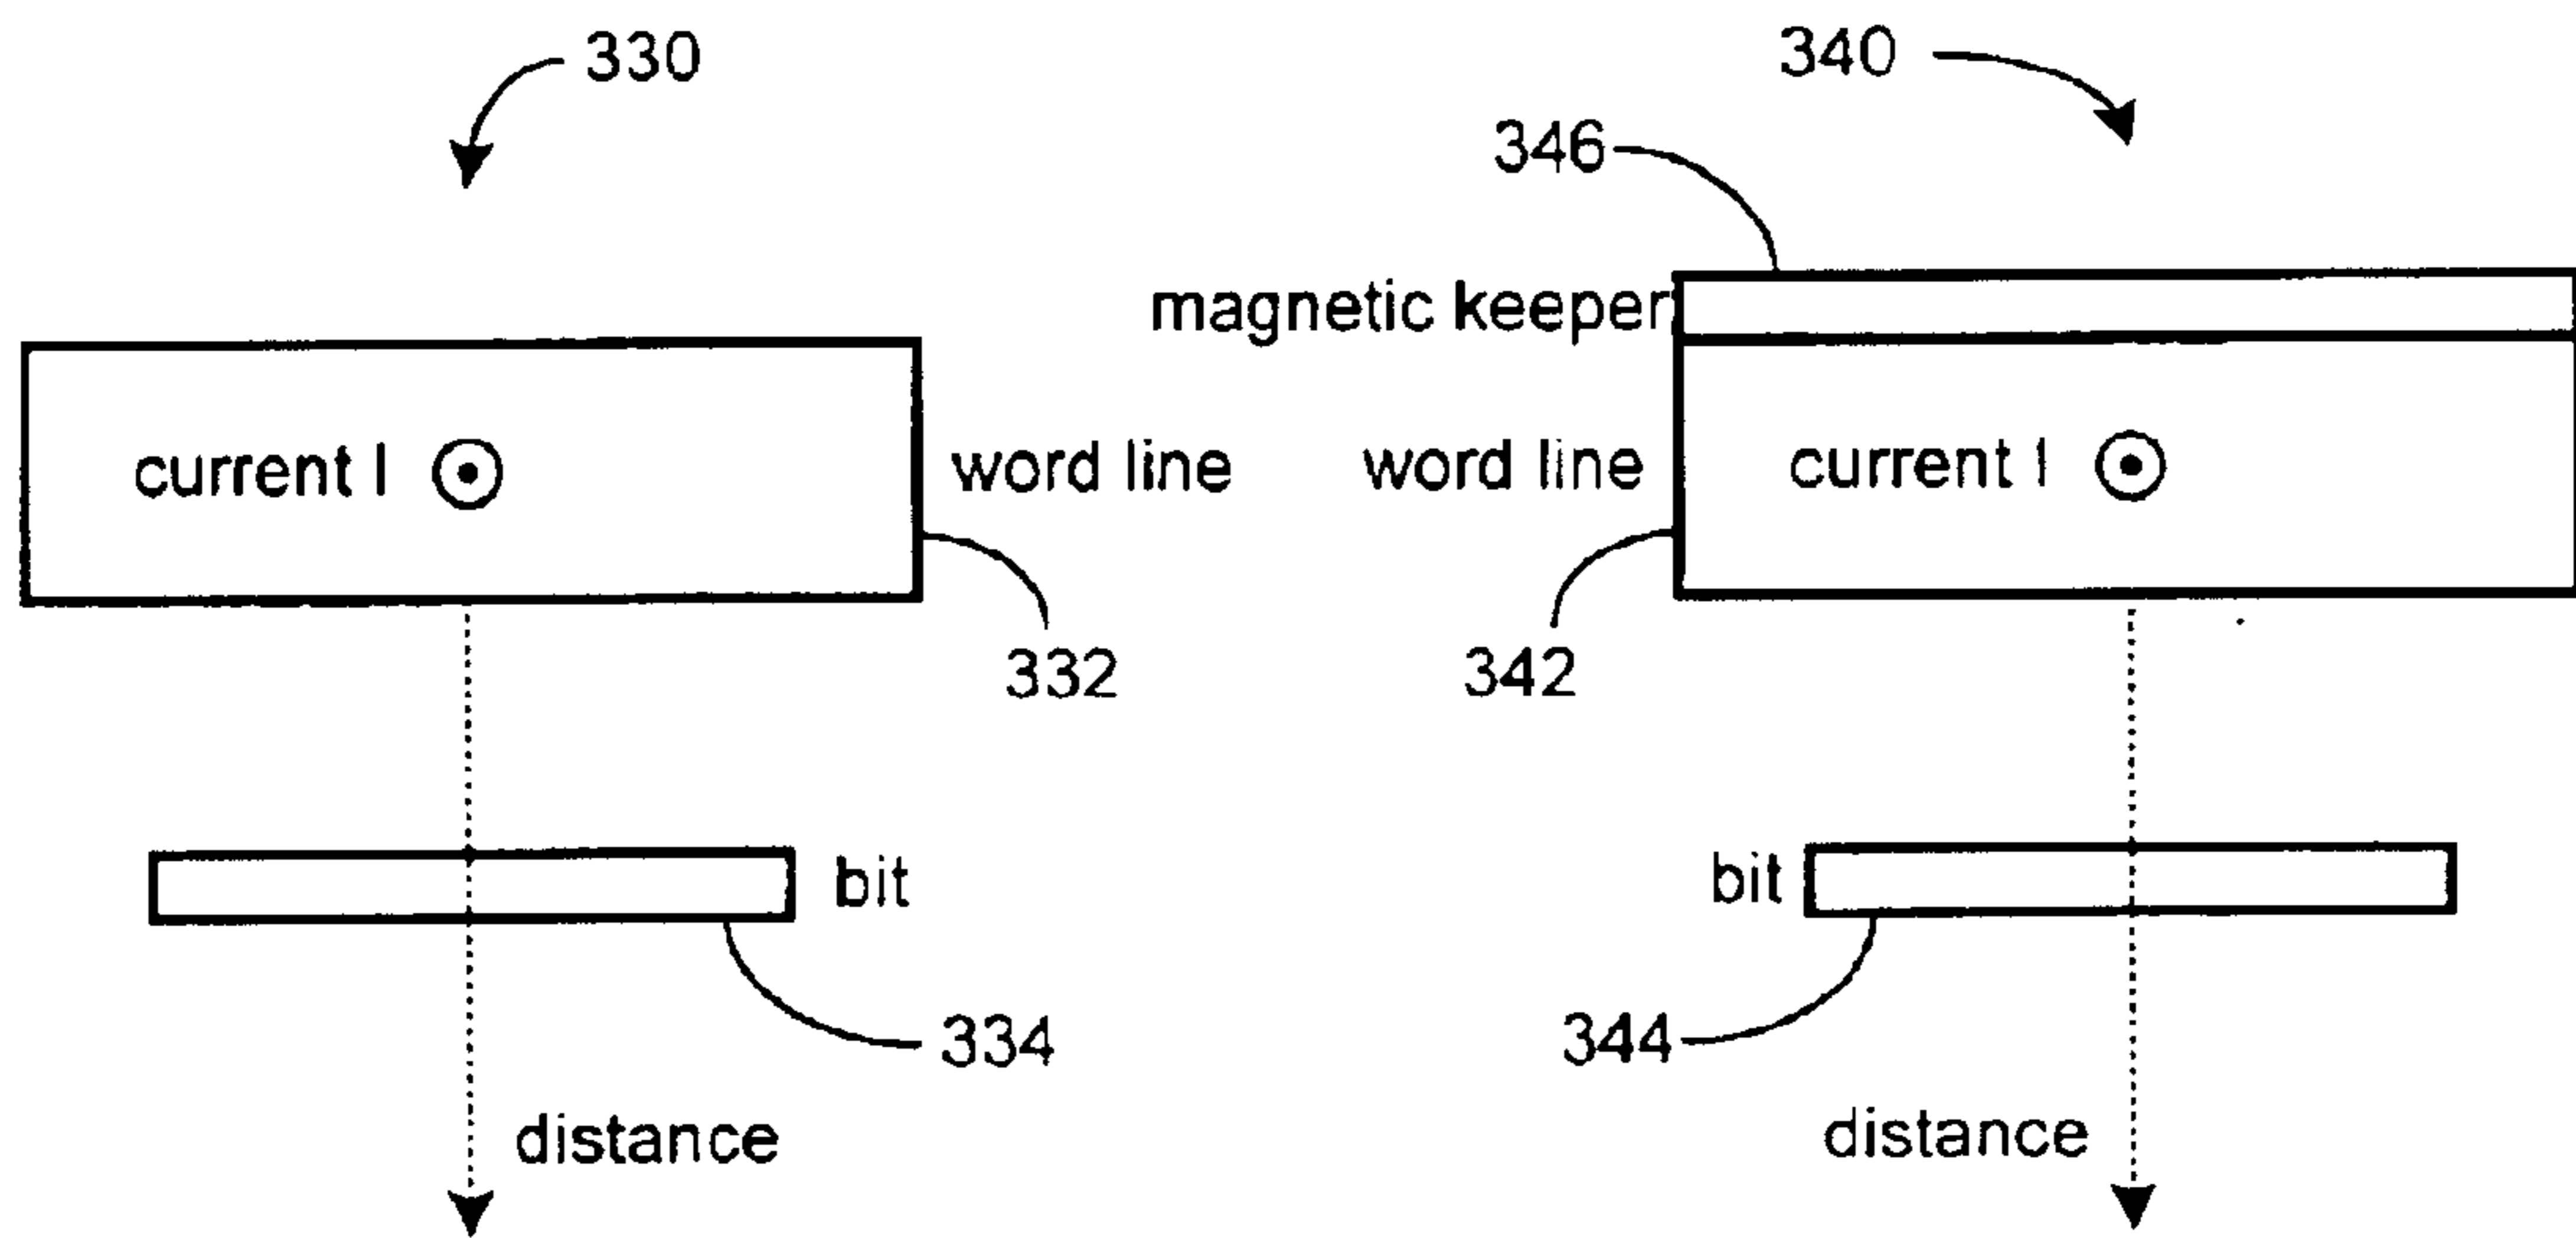 330
340
346
magnetic keeper
current I
word line
word line
current I
332
342
bit
bit
334
344
distance
distance